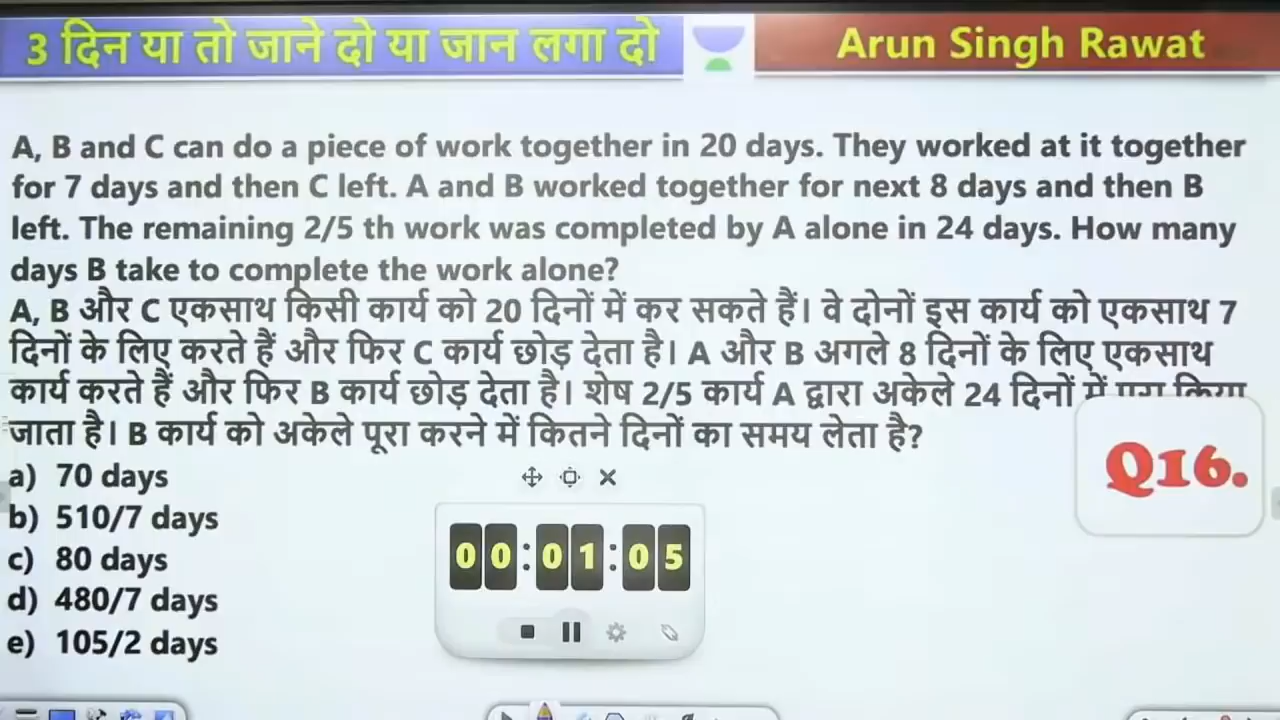 3 दिन या तो जाने दो या जान लगा दो
Arun Singh Rawat
A, B and C can do a piece of work together in 20 days. They worked at it together
for 7 days and then C left. A and B worked together for next 8 days and then B
left. The remaining 2/5 th work was completed by A alone in 24 days. How many
days B take to complete the work alone?
A, B और C एकसाथ किसी कार्य को 20 दिनों में कर सकते हैं। वे दोनों इस कार्य को एकसाथ 7
दिनों के लिए करते हैं और फिर C कार्य छोड़ देता है। A और B अगले 8 दिनों के लिए एकसाथ
कार्य करते हैं और फिर B कार्य छोड़ देता है। शेष 2/5 कार्य A द्वारा अकेले 24 दिनों में पूरा किया
जाता है। B कार्य को अकेले पूरा करने में कितने दिनों का समय लेता है?
Q16.
a) 70 days
b) 510/7 days
c) 80 days
d) 480/7 days
e) 105/2 days
00:01:05